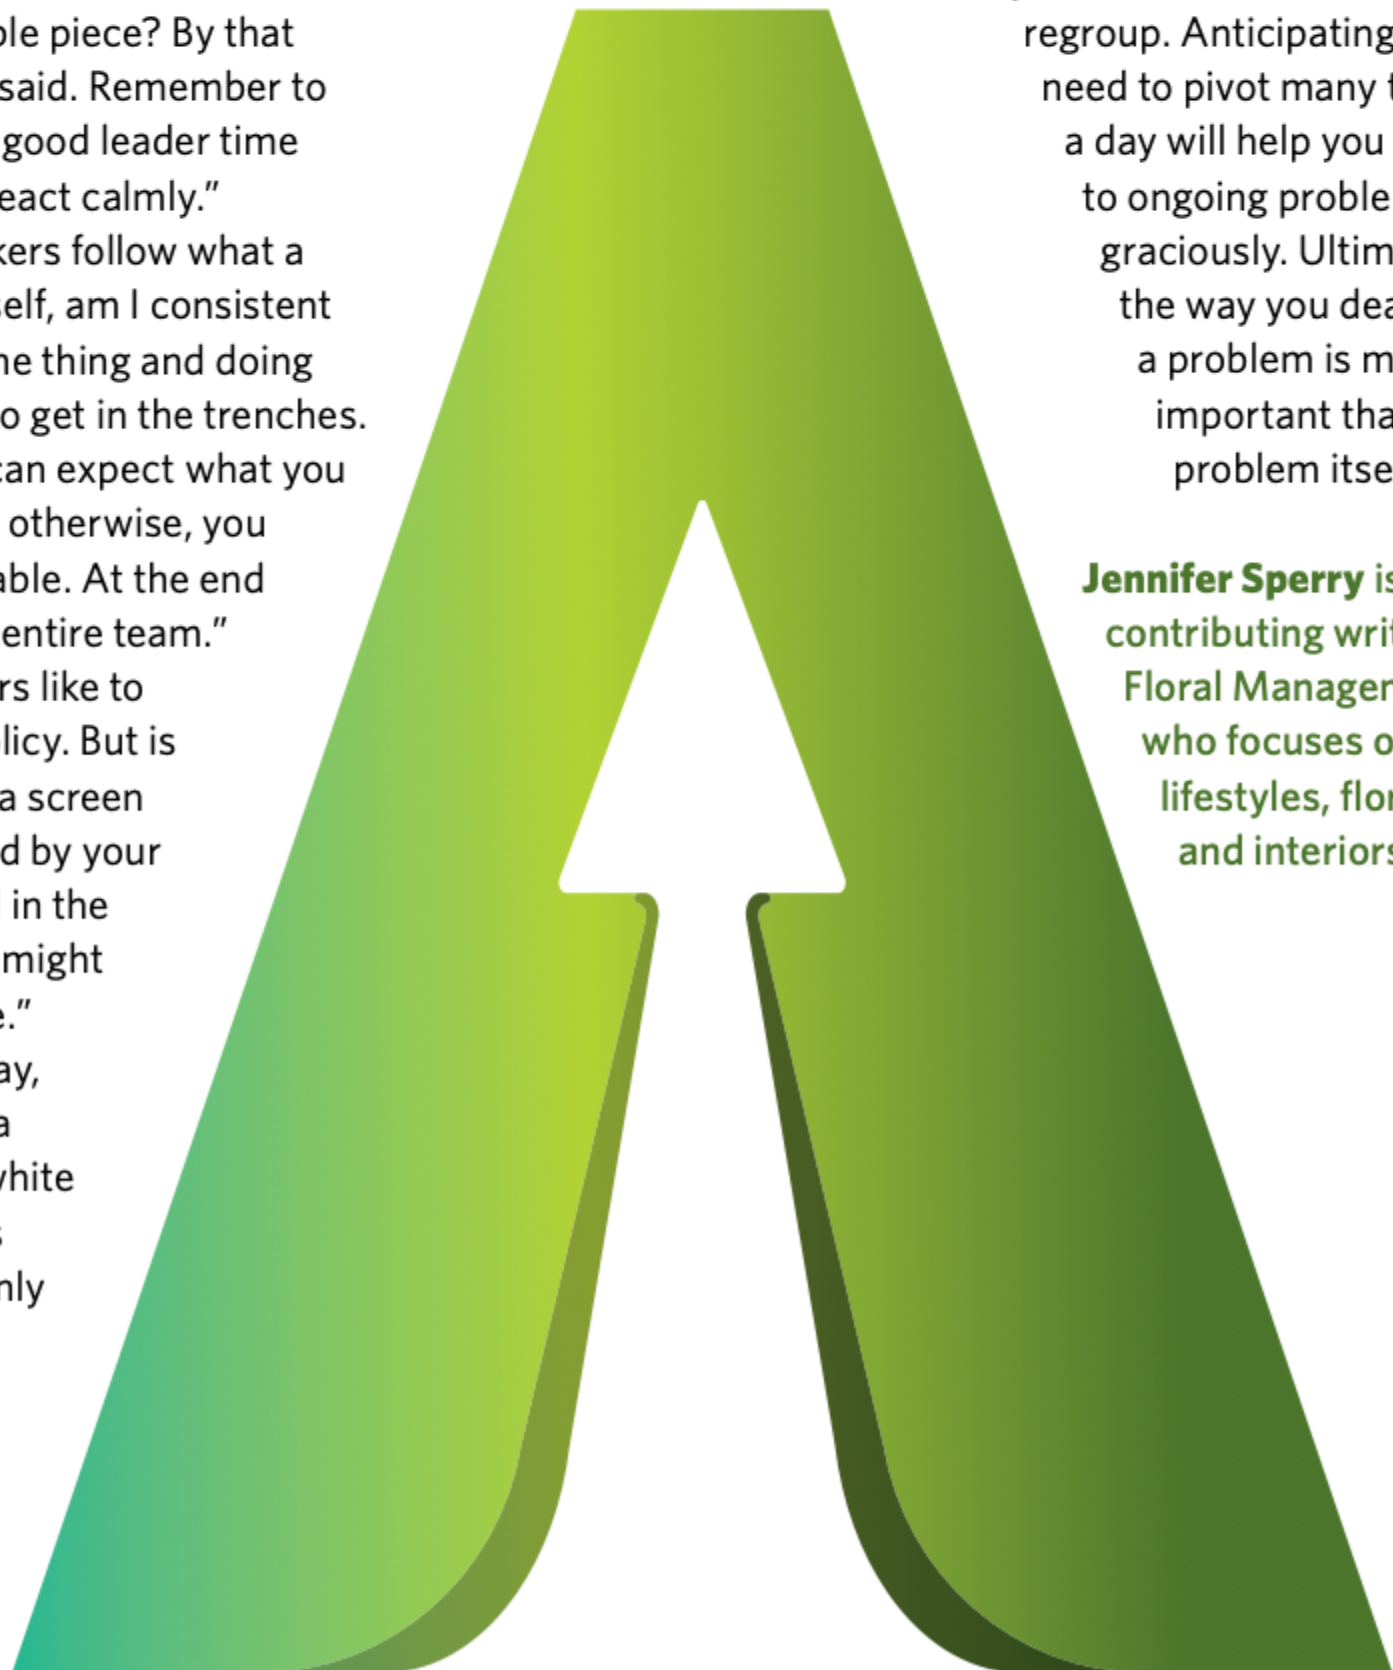 ple piece? By that
said. Remember to
good leader time
eact calmly.”
kers follow what a
self, am I consistent
ne thing and doing
o get in the trenches.
can expect what you
otherwise, you
able. At the end
entire team.”
rs like to
licy. But is
a screen
d by your
in the
might
e.”
ay,
a
white
s
nly
regroup. Anticipating
need to pivot many t
a day will help you
to ongoing proble
graciously. Ultim
the way you dea
a problem is m
important tha
problem itse
Jennifer Sperry is
contributing writ
Floral Managem
who focuses o
lifestyles, flor
and interiors